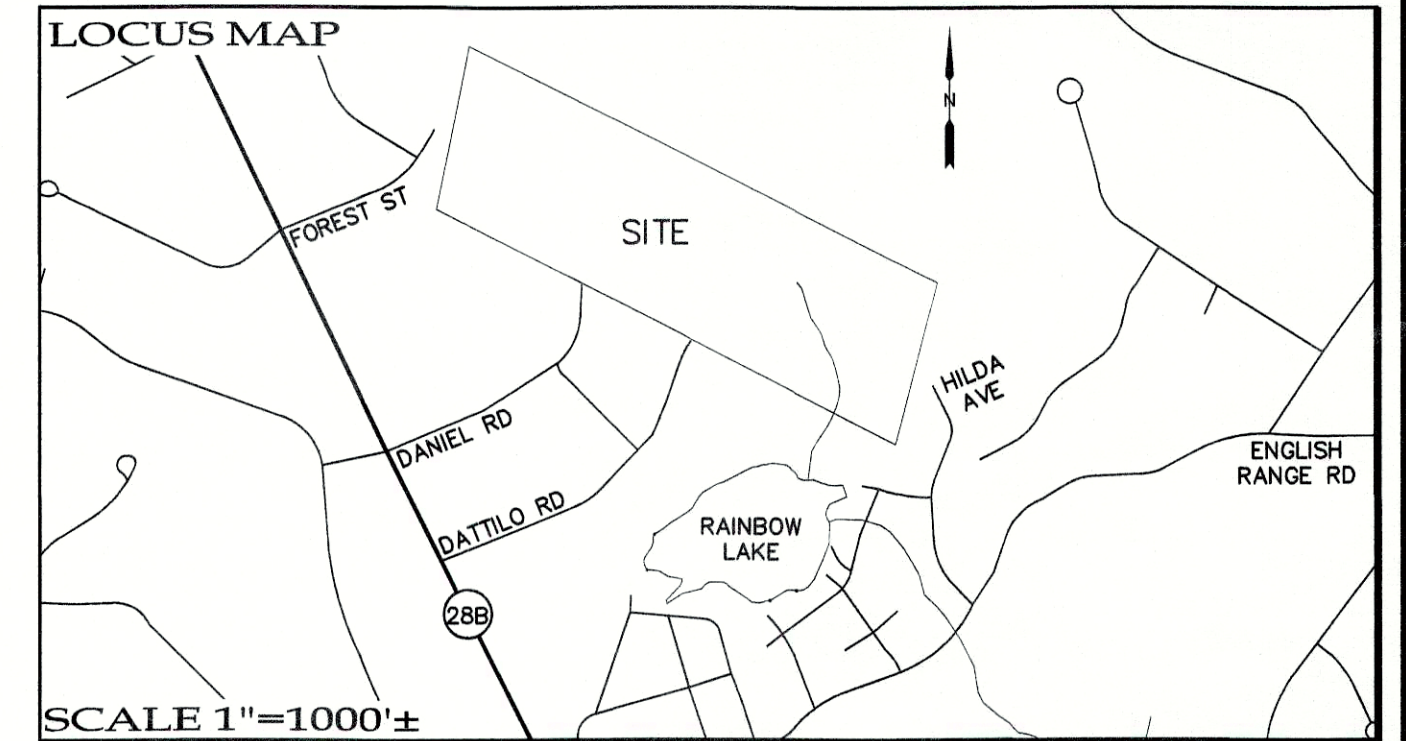 LOCUS MAP
N
FOREST ST
SITE
HILDA
AVE
DANIEL RD
ENGLISH
RANGE RD
DATTILO RD
RAINBOW
LAKE
28B
SCALE 1"=1000'±